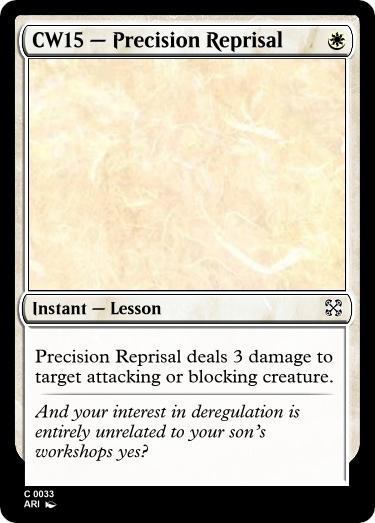 CW15 — Precision Reprisal
Instant — Lesson
Precision Reprisal deals 3 damage to
target attacking or blocking creature.
And your interest in deregulation is
entirely unrelated to your son's
workshops yes?
C 0033
ARI